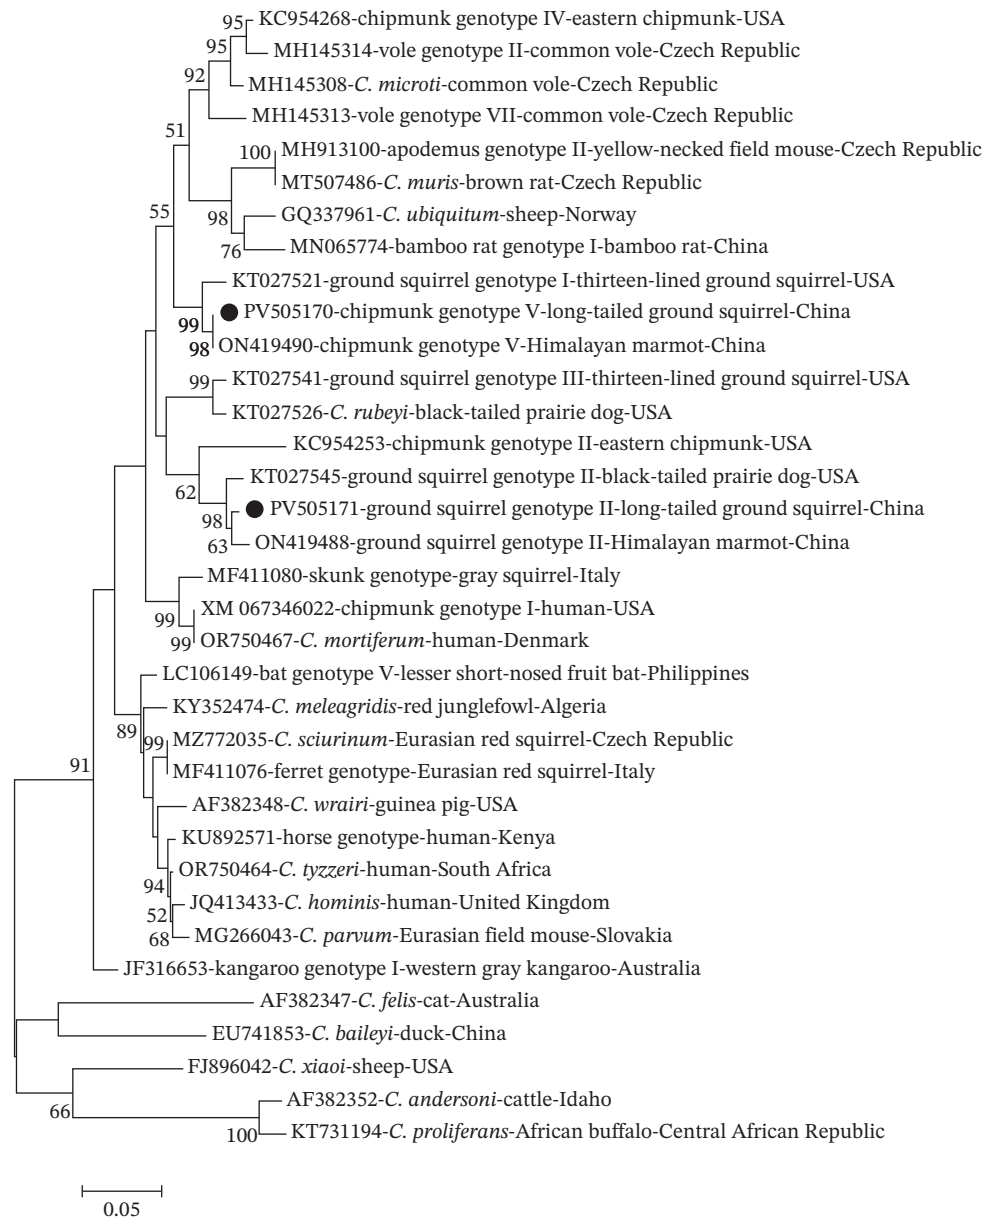 95 KC954268-chipmunk genotype IV-eastern chipmunk-USA
95 MH145314-vole genotype II-common vole-Czech Republic
92 MH145308-C. microti-common vole-Czech Republic
MH145313-vole genotype VII-common vole-Czech Republic
51
100 MH913100-apodemus genotype II-yellow-necked field mouse-Czech Republic
MT507486-C. muris-brown rat-Czech Republic
55 98 GQ337961-C. ubiquitum-sheep-Norway
76 MN065774-bamboo rat genotype I-bamboo rat-China
KT027521-ground squirrel genotype I-thirteen-lined ground squirrel-USA
99 PV505170-chipmunk genotype V-long-tailed ground squirrel-China
98 ON419490-chipmunk genotype V-Himalayan marmot-China
99 KT027541-ground squirrel genotype III-thirteen-lined ground squirrel-USA
KT027526-C. rubeyi-black-tailed prairie dog-USA
KC954253-chipmunk genotype II-eastern chipmunk-USA
62 KT027545-ground squirrel genotype II-black-tailed prairie dog-USA
98 PV505171-ground squirrel genotype II-long-tailed ground squirrel-China
63 ON419488-ground squirrel genotype II-Himalayan marmot-China
MF411080-skunk genotype-gray squirrel-Italy
99 XM 067346022-chipmunk genotype I-human-USA
99 OR750467-C. mortiferum-human-Denmark
LC106149-bat genotype V-lesser short-nosed fruit bat-Philippines
KY352474-C. meleagridis-red junglefowl-Algeria
89 99 MZ772035-C. sciurinum-Eurasian red squirrel-Czech Republic
91 MF411076-ferret genotype-Eurasian red squirrel-Italy
AF382348-C. wrairi-guinea pig-USA
KU892571-horse genotype-human-Kenya
94 OR750464-C. tyzzeri-human-South Africa
52 JQ413433-C. hominis-human-United Kingdom
68 MG266043-C. parvum-Eurasian field mouse-Slovakia
JF316653-kangaroo genotype I-western gray kangaroo-Australia
AF382347-C. felis-cat-Australia
EU741853-C. baileyi-duck-China
FJ896042-C. xiaoi-sheep-USA
66 AF382352-C. andersoni-cattle-Idaho
100 KT731194-C. proliferans-African buffalo-Central African Republic
0.05